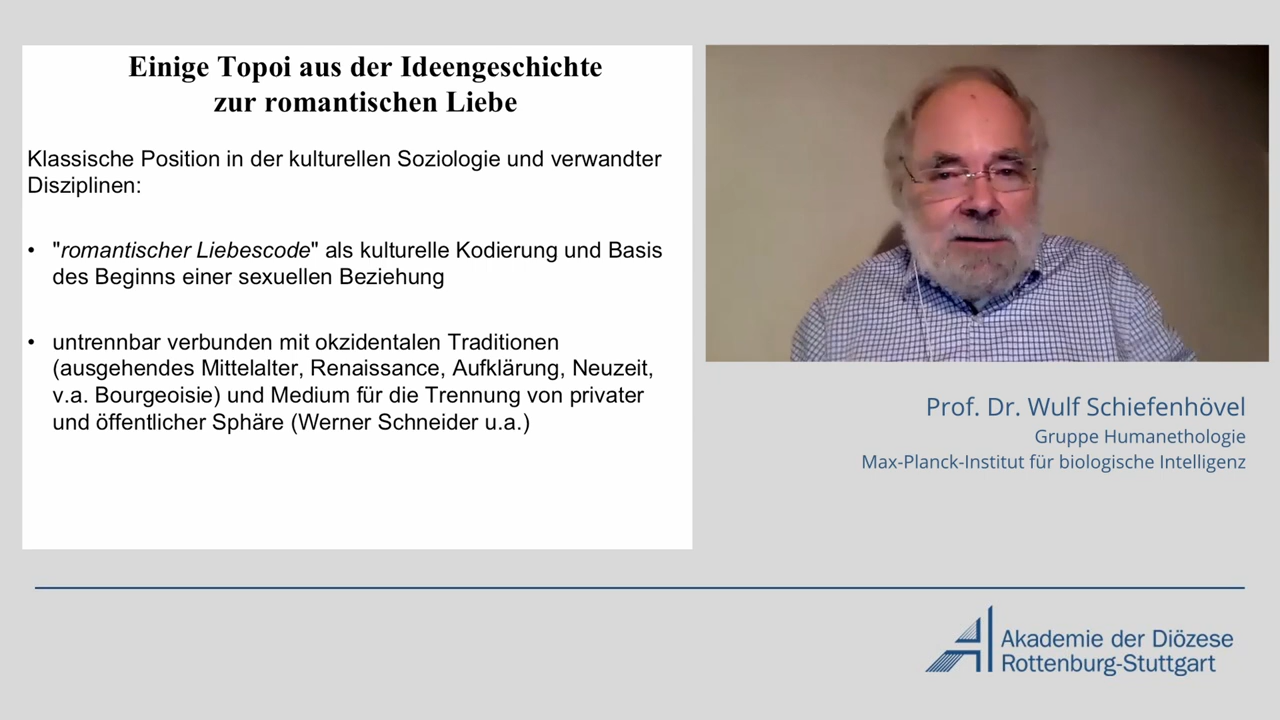 Einige Topoi aus der Ideengeschichte
zur romantischen Liebe
Klassische Position in der kulturellen Soziologie und verwandter
Disziplinen:
• "romantischer Liebescode" als kulturelle Kodierung und Basis
des Beginns einer sexuellen Beziehung
• untrennbar verbunden mit okzidentalen Traditionen
(ausgehendes Mittelalter, Renaissance, Aufklärung, Neuzeit,
v.a. Bourgeoisie) und Medium für die Trennung von privater
und öffentlicher Sphäre (Werner Schneider u.a.)
Prof. Dr. Wulf Schiefenhövel
Gruppe Humanethologie
Max-Planck-Institut für biologische Intelligenz
Akademie der Diözese
Rottenburg-Stuttgart